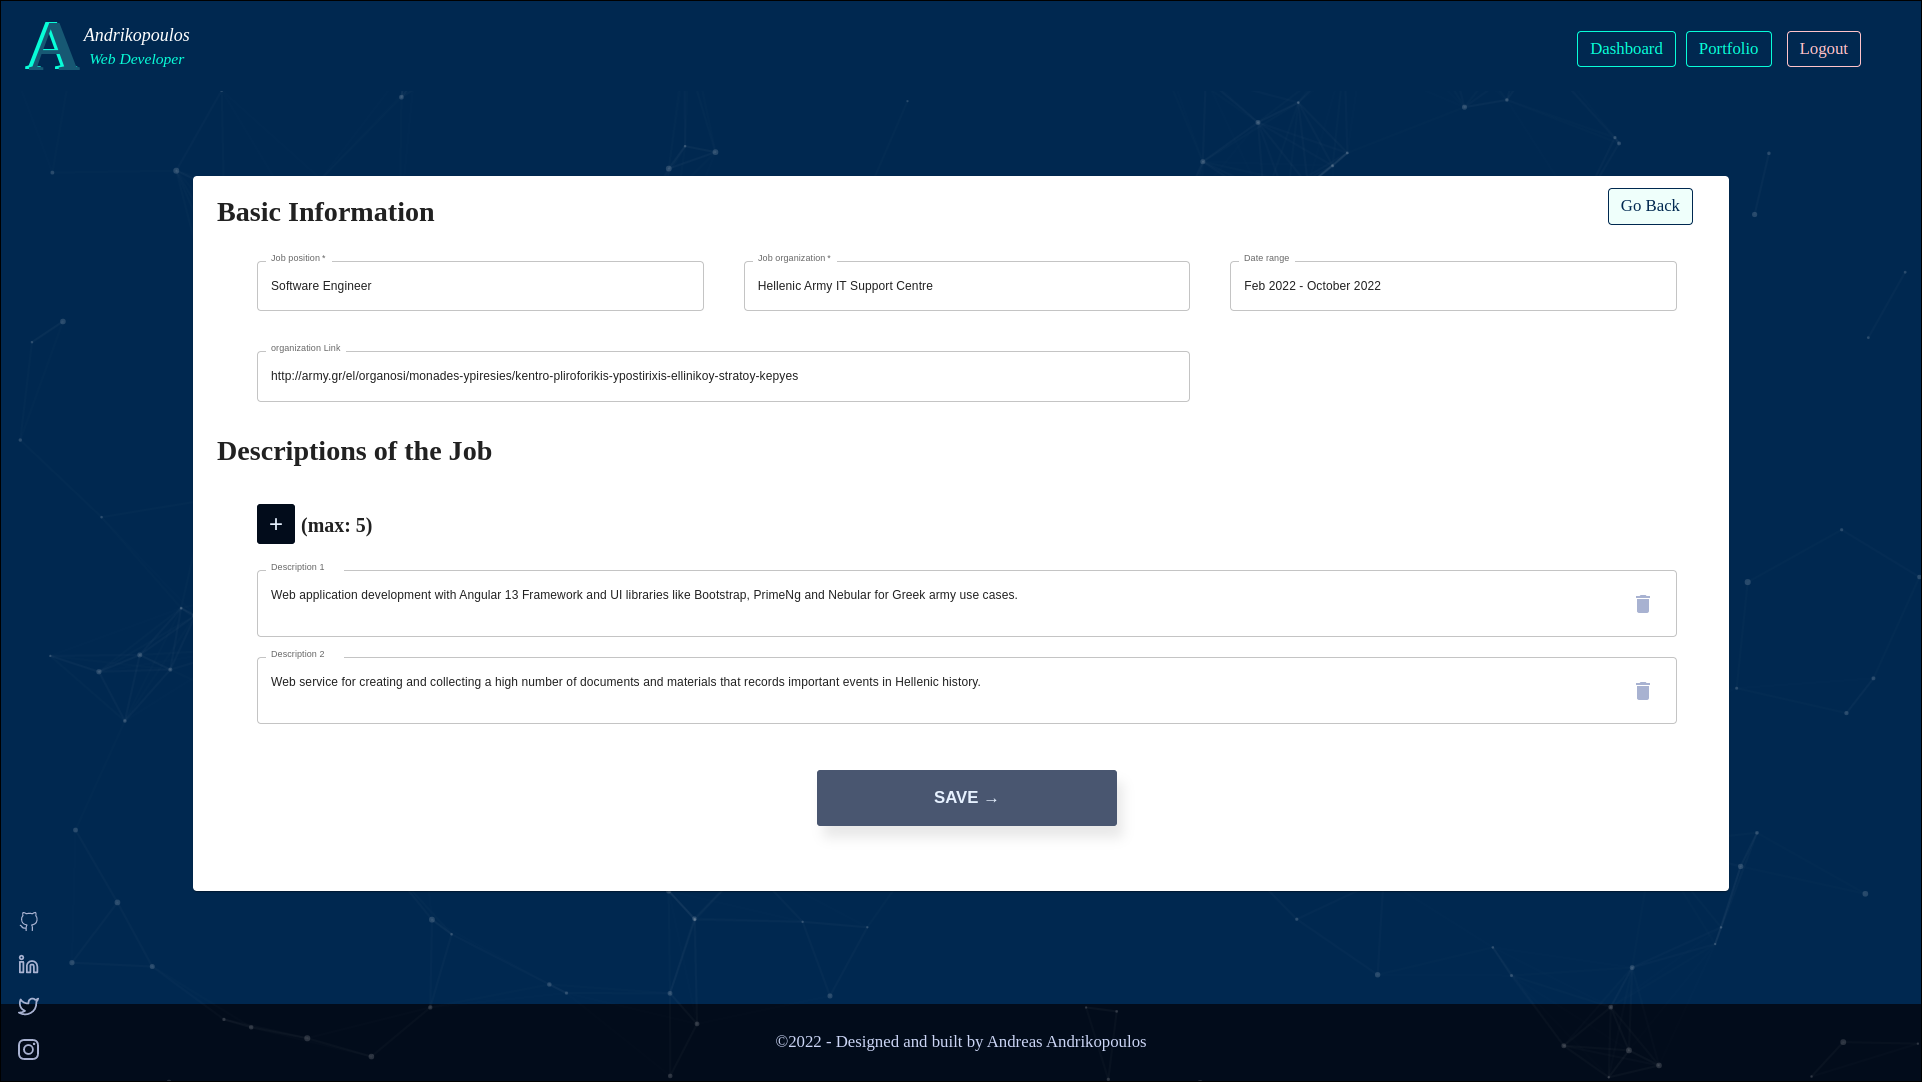 A Andrikopoulos
Web Developer
Dashboard Portfolio Logout
Basic Information
Go Back
Job position *
Software Engineer
Job organization *
Hellenic Army IT Support Centre
Date range
Feb 2022 - October 2022
organization Link
http://army.gr/el/organosi/monades-ypiresies/kentro-pliroforikis-ypostirixis-ellinikoy-stratoy-kepyes
Descriptions of the Job
+ (max: 5)
Description 1
Web application development with Angular 13 Framework and UI libraries like Bootstrap, PrimeNg and Nebular for Greek army use cases.
Description 2
Web service for creating and collecting a high number of documents and materials that records important events in Hellenic history.
SAVE →
©2022 - Designed and built by Andreas Andrikopoulos